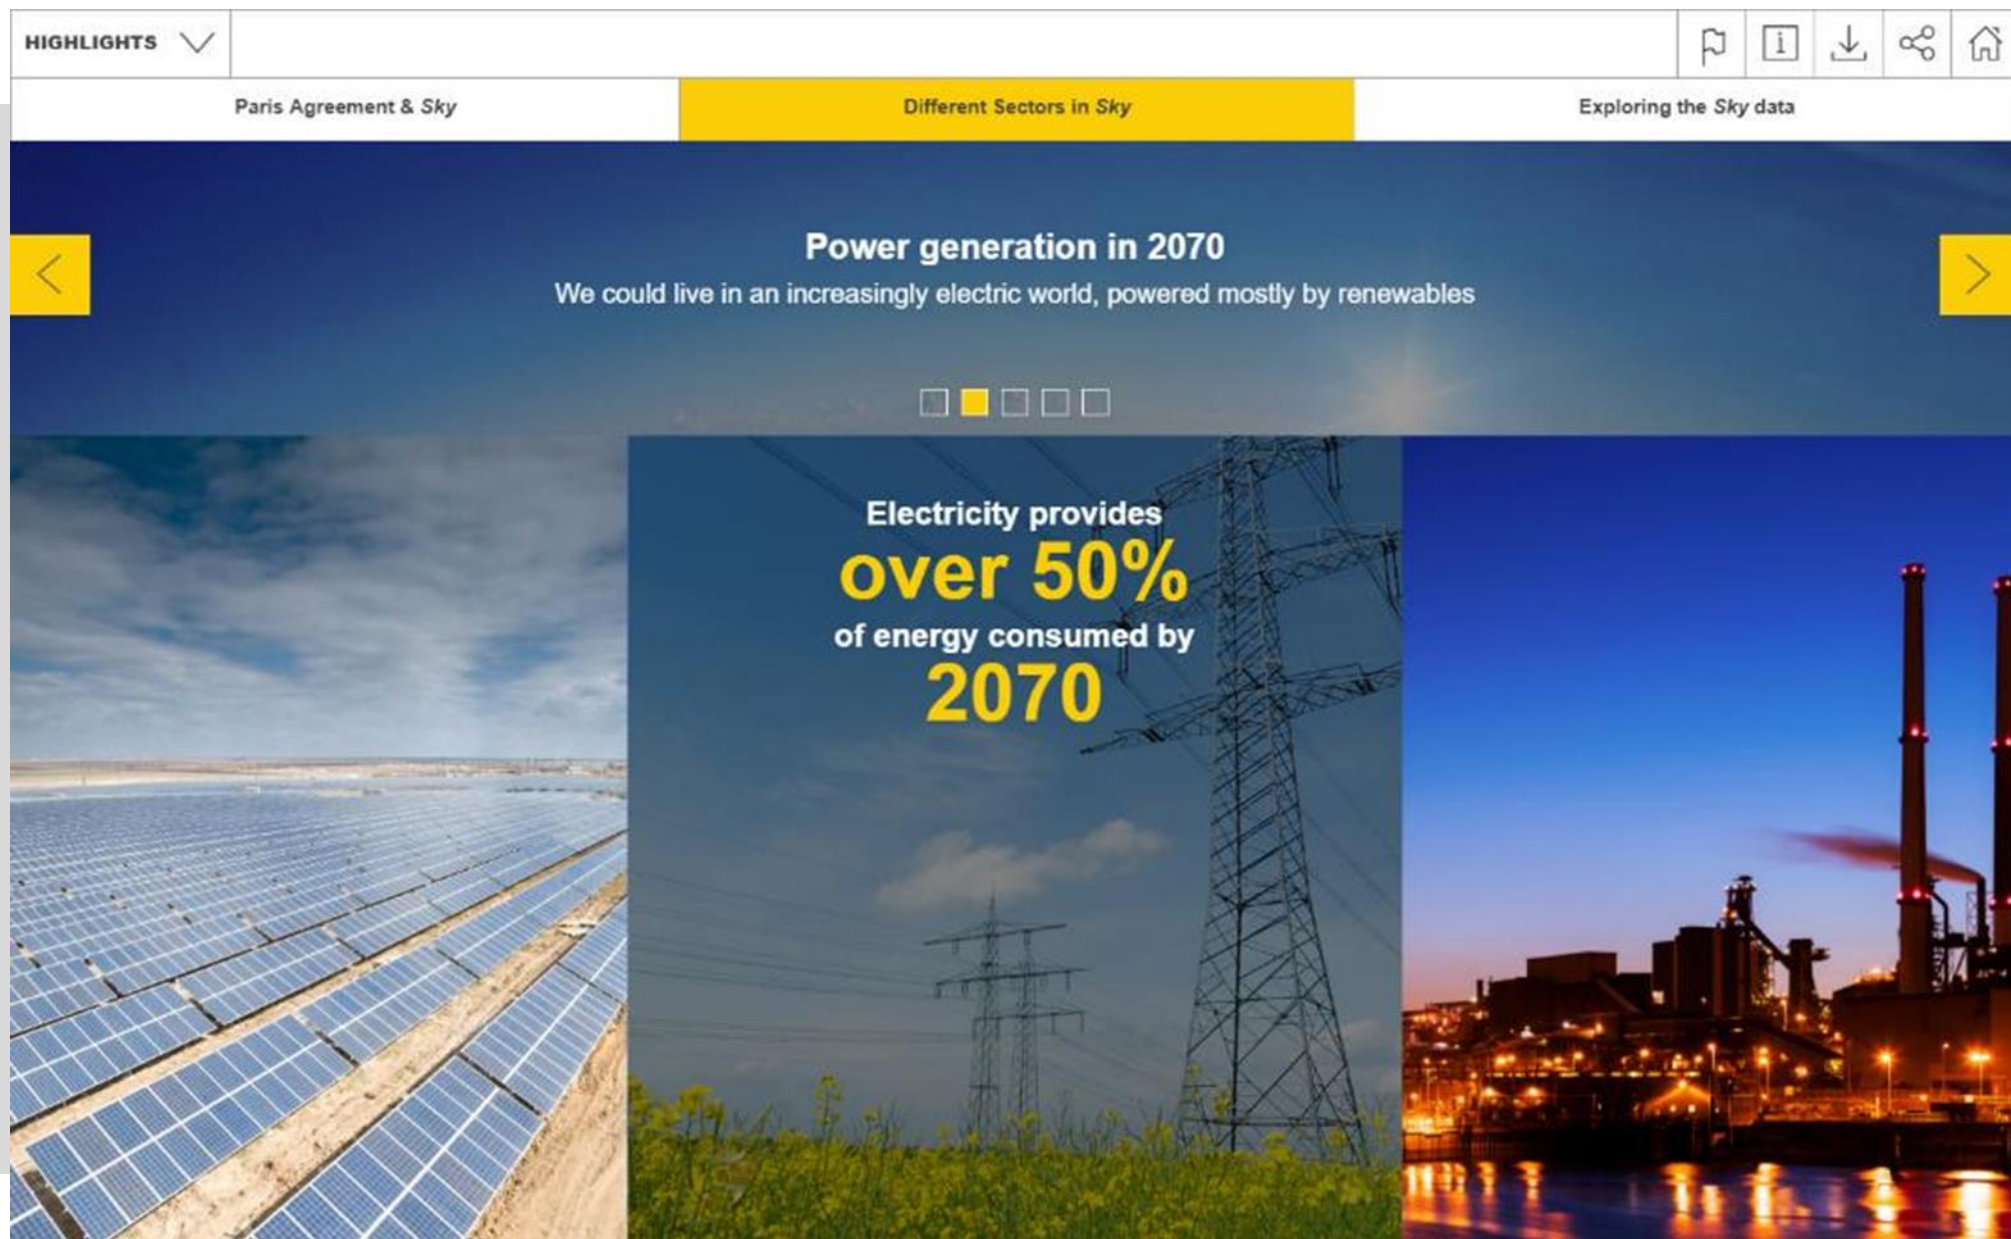 HIGHLIGHTS
Paris Agreement & Sky
Different Sectors in Sky
Exploring the Sky data
Power generation in 2070
We could live in an increasingly electric world, powered mostly by renewables
Electricity provides
over 50%
of energy consumed by
2070